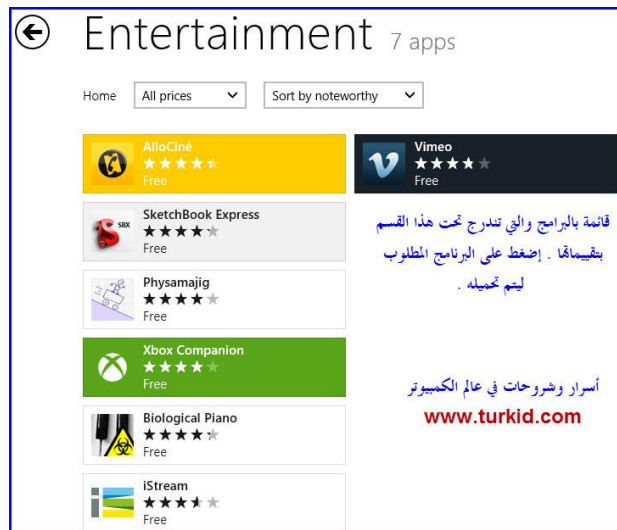 Entertainment 7 apps
Home All prices Sort by noteworthy
AlloCiné
Free
SketchBook Express
SBX
Free
Physamajig
Free
Xbox Companion
Free
Biological Piano
Free
iStream
Free
Vimeo
Free
قائمة بالبرامج والتي تندرج تحت هذا القسم
بتقييماتها . إضغط على البرنامج المطلوب
ليتم تحميله .
أسرار وشروحات في عالم الكمبيوتر
www.turkid.com